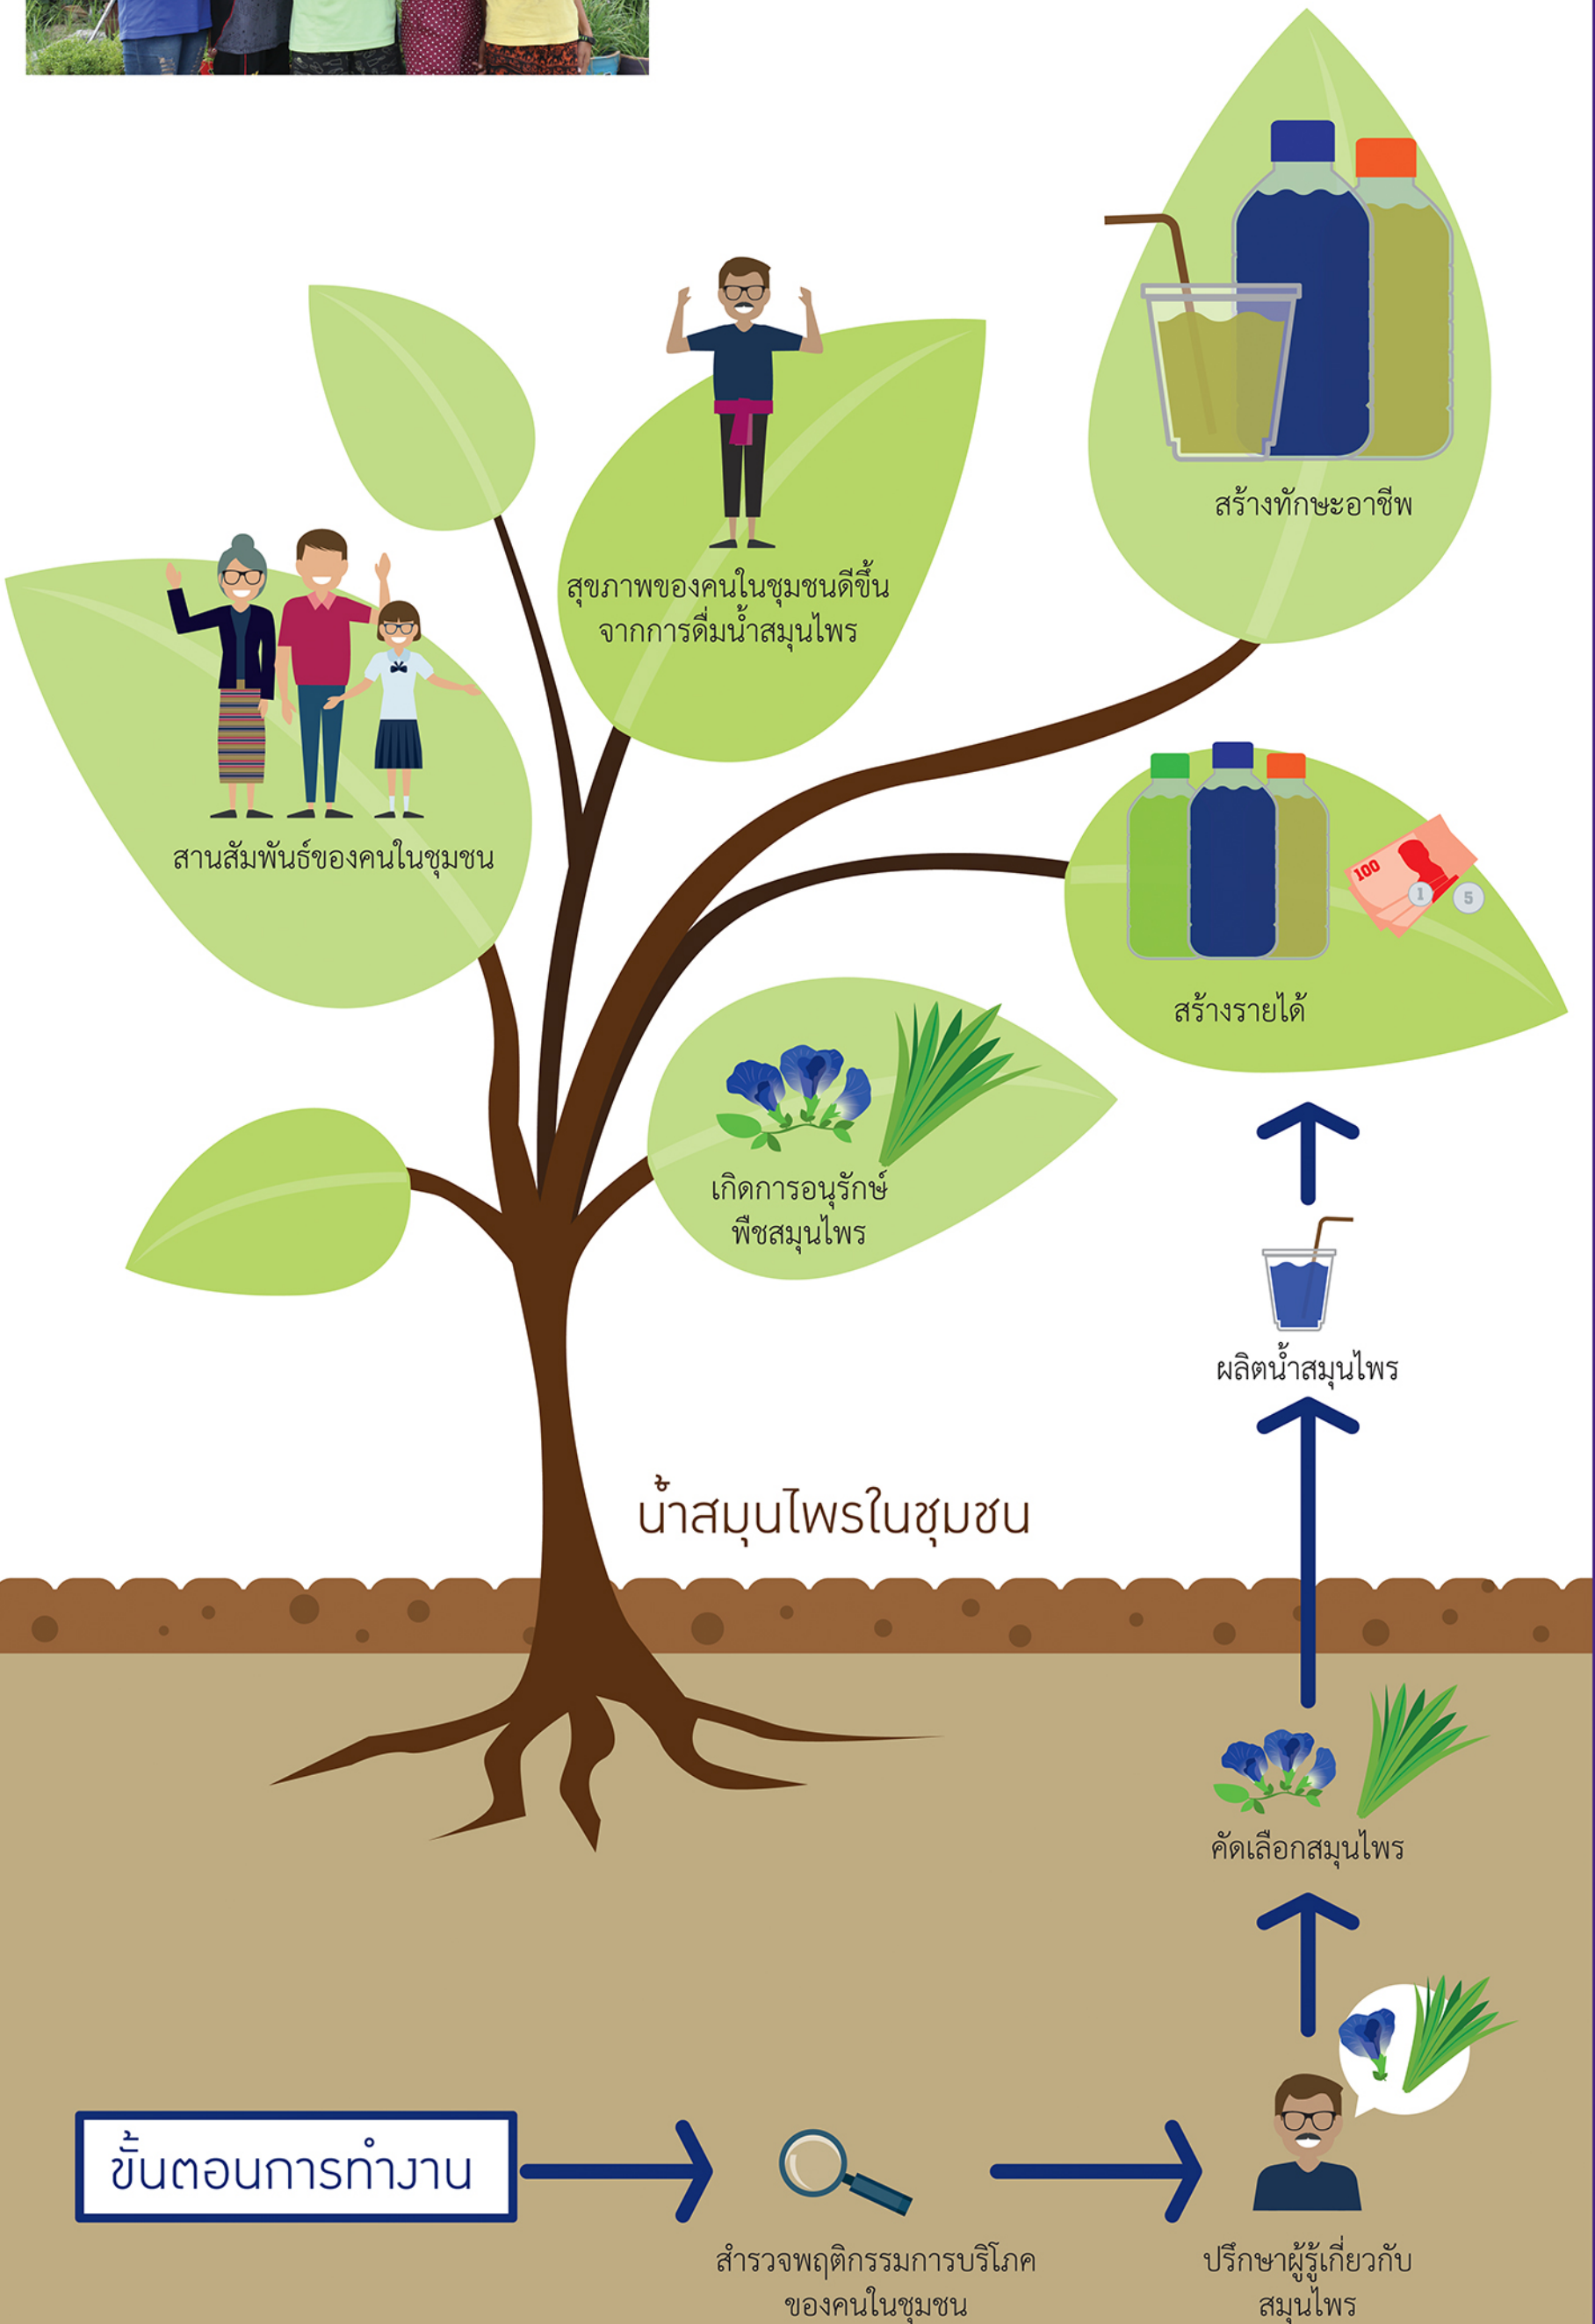 สร้างทักษะอาชีพ
สุขภาพของคนในชุมชนดีขึ้น
จากการดื่มน้ำสมุนไพร
สานสัมพันธ์ของคนในชุมชน
100
1
5
สร้างรายได้
เกิดการอนุรักษ์
พืชสมุนไพร
ผลิตน้ำสมุนไพร
น้ำสมุนไพรในชุมชน
คัดเลือกสมุนไพร
ขั้นตอนการทำงาน
สำรวจพฤติกรรมการบริโภค
ของคนในชุมชน
ปรึกษาผู้รู้เกี่ยวกับ
สมุนไพร